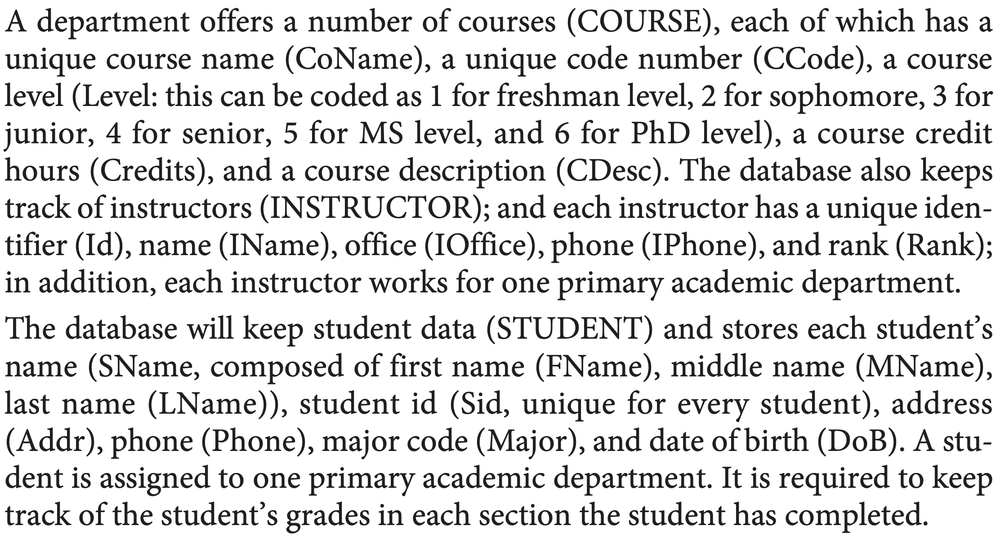 A department offers a number of courses (COURSE), each of which has a
unique course name (CoName), a unique code number (CCode), a course
level (Level: this can be coded as 1 for freshman level, 2 for sophomore, 3 for
junior, 4 for senior, 5 for MS level, and 6 for PhD level), a course credit
hours (Credits), and a course description (CDesc). The database also keeps
track of instructors (INSTRUCTOR); and each instructor has a unique iden-
tifier (Id), name (IName), office (IOffice), phone (IPhone), and rank (Rank);
in addition, each instructor works for one primary academic department.
The database will keep student data (STUDENT) and stores each student’s
name (SName, composed of first name (FName), middle name (MName),
last name (LName)), student id (Sid, unique for every student), address
(Addr), phone (Phone), major code (Major), and date of birth (DoB). A stu-
dent is assigned to one primary academic department. It is required to keep
track of the student’s grades in each section the student has completed.